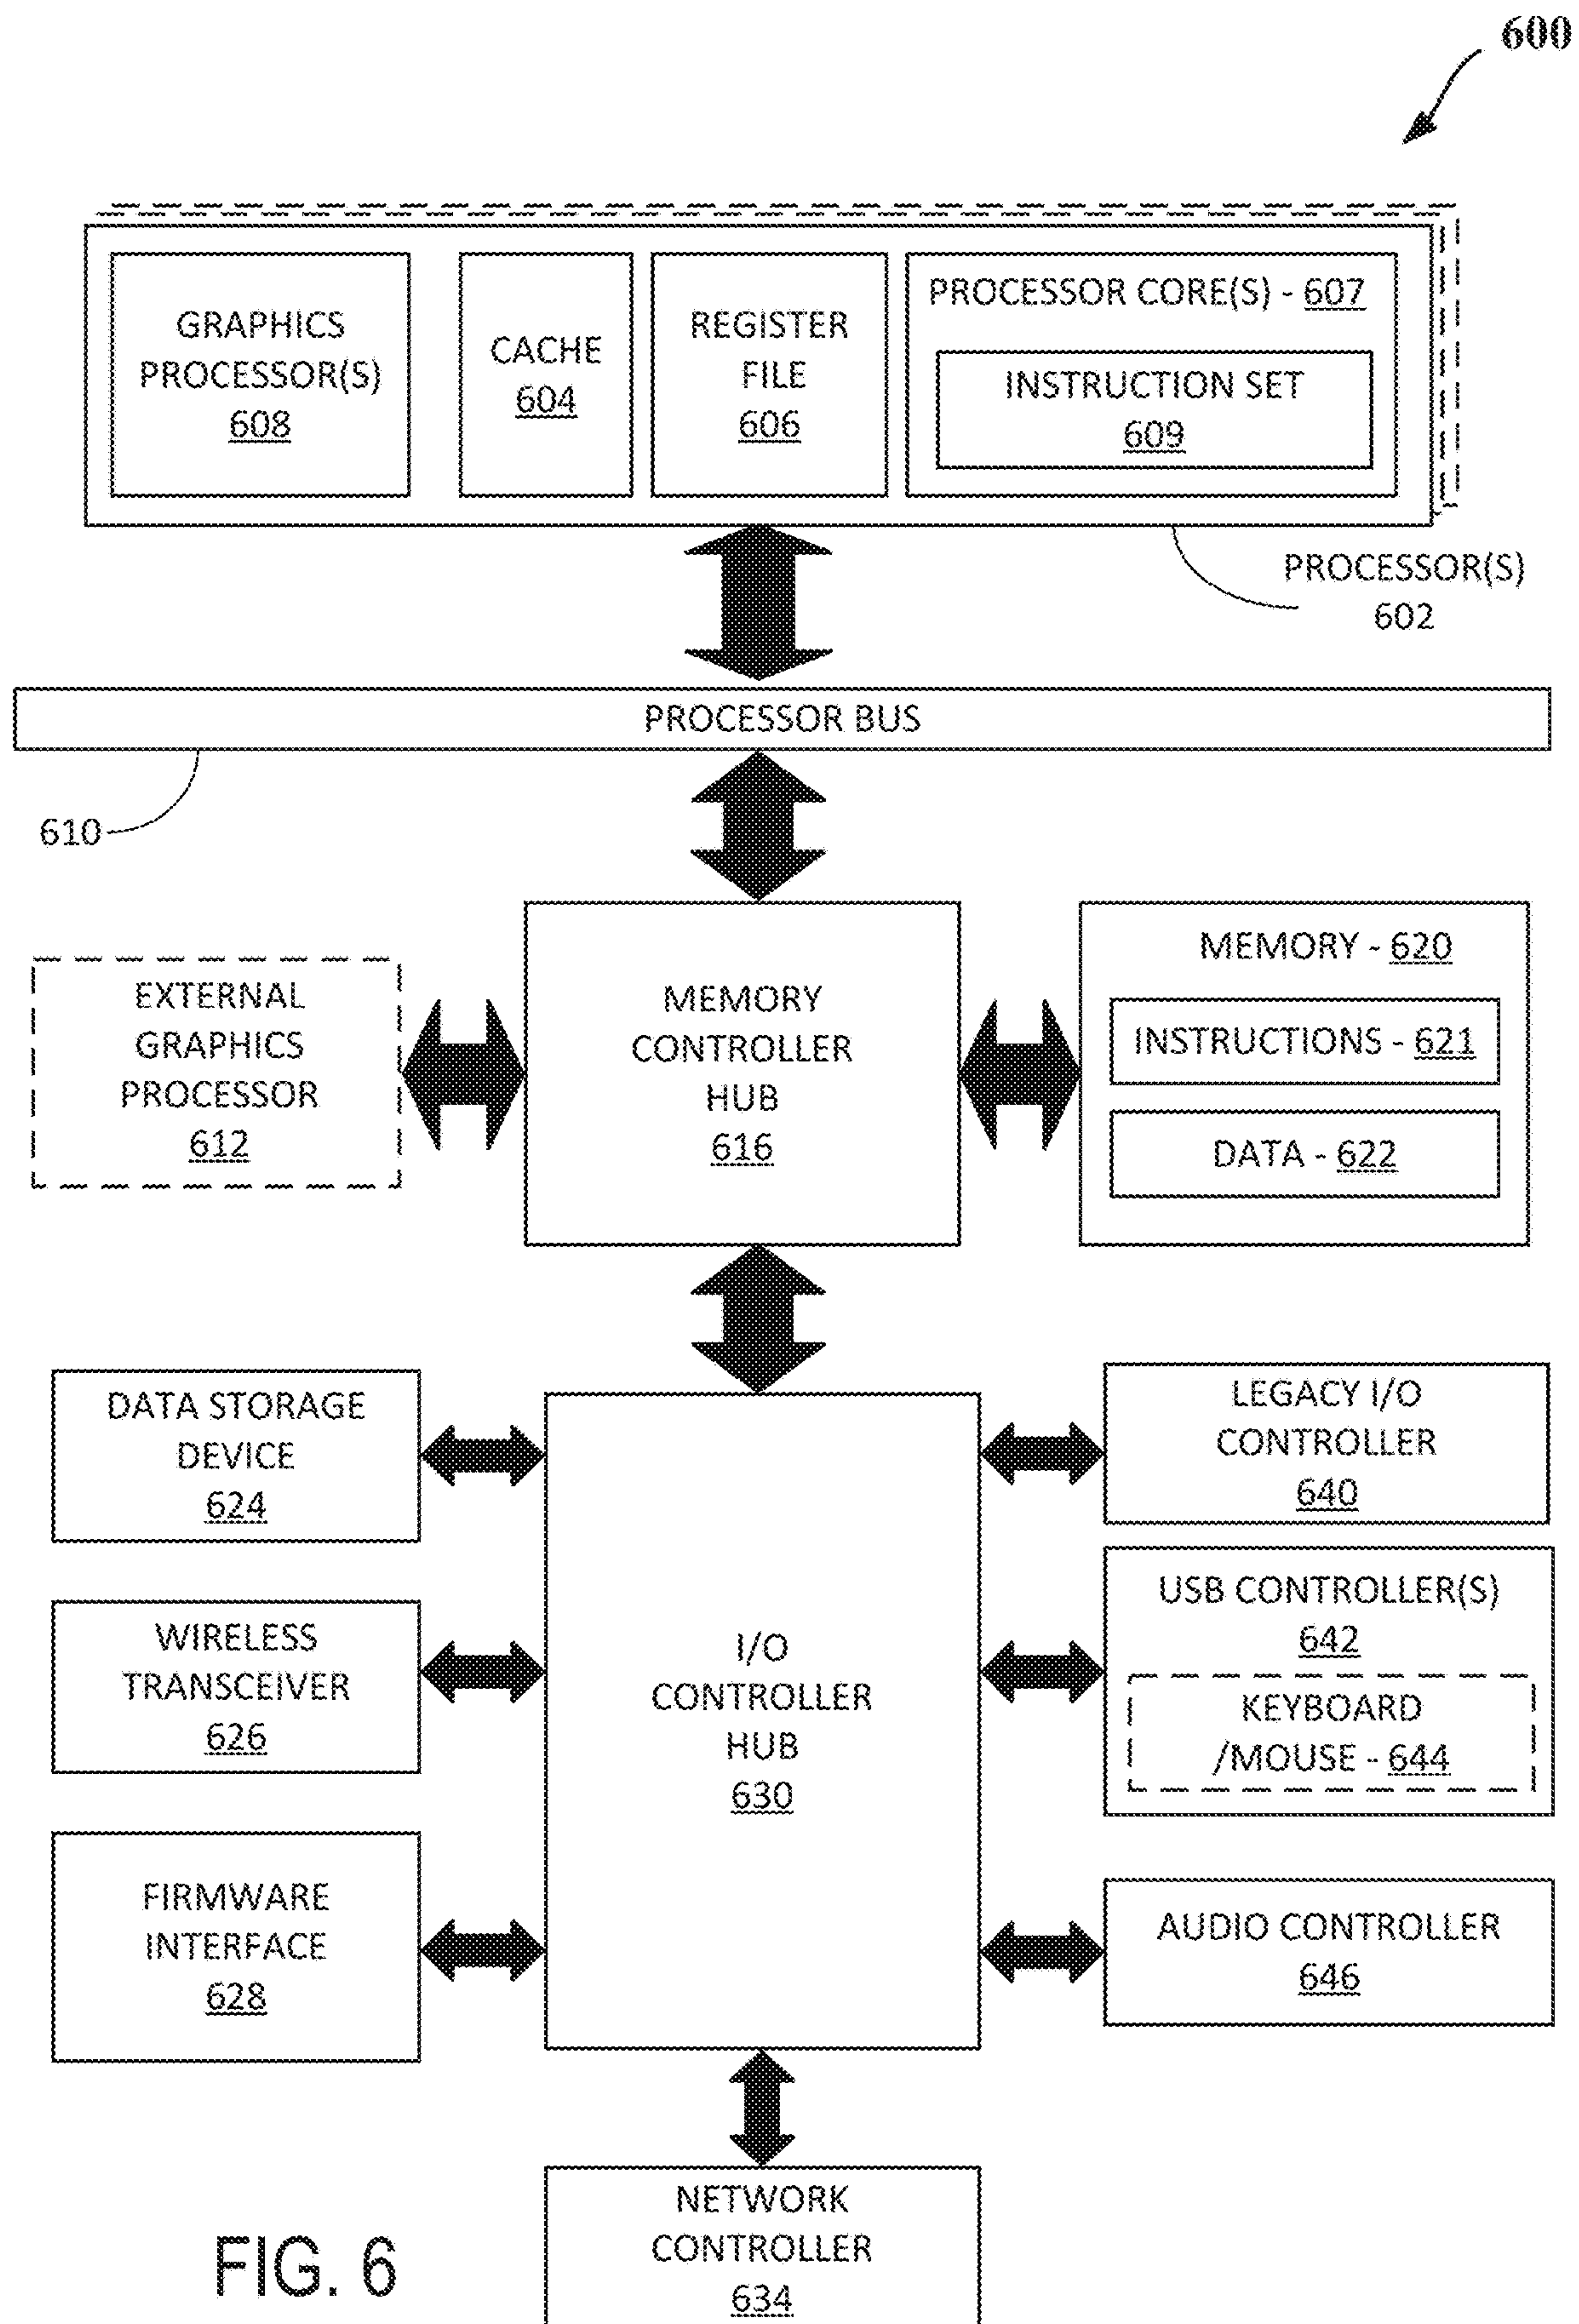 600
GRAPHICS
PROCESSOR(S)
608
CACHE
604
REGISTER
FILE
606
PROCESSOR CORE(S) - 607
INSTRUCTION SET
609
PROCESSOR(S)
602
PROCESSOR BUS
610
EXTERNAL
GRAPHICS
PROCESSOR
612
MEMORY
CONTROLLER
HUB
616
MEMORY - 620
INSTRUCTIONS - 621
DATA - 622
DATA STORAGE
DEVICE
624
WIRELESS
TRANSCEIVER
626
FIRMWARE
INTERFACE
628
I/O
CONTROLLER
HUB
630
LEGACY I/O
CONTROLLER
640
USB CONTROLLER(S)
642
KEYBOARD
/MOUSE - 644
AUDIO CONTROLLER
646
NETWORK
CONTROLLER
634
FIG. 6